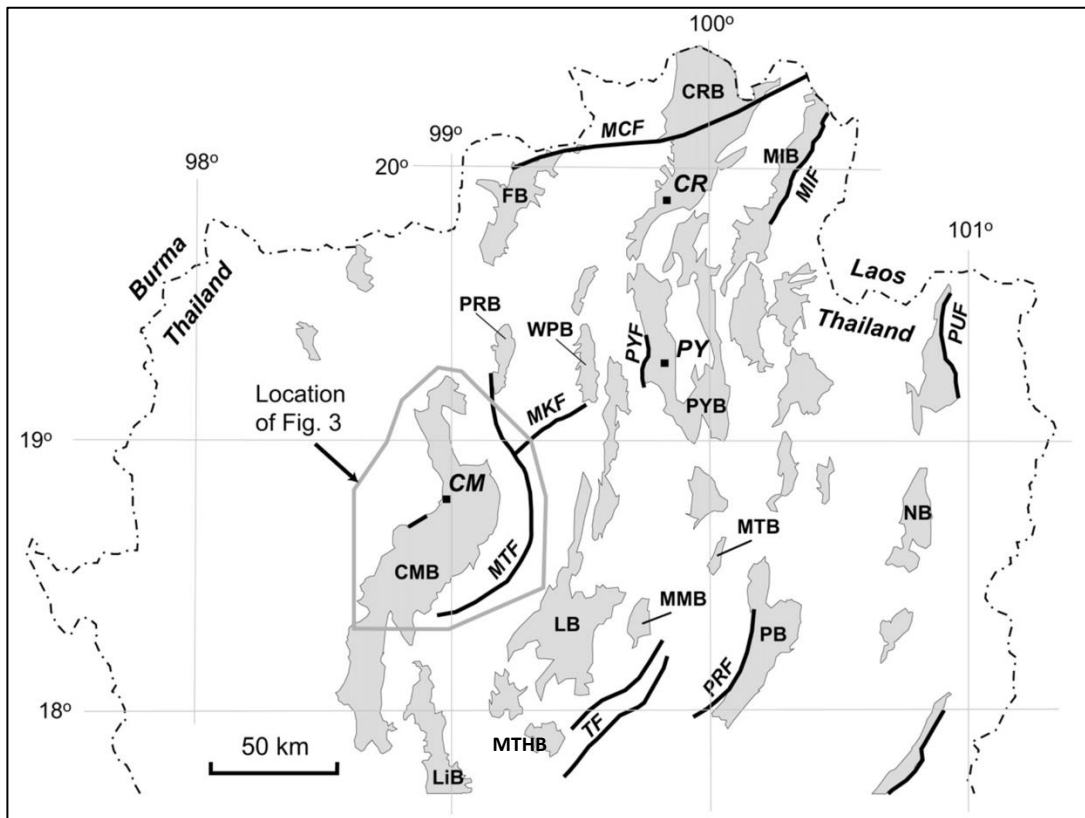 100°
CRB
99°
MCF
98°
20°
MIB
CR
MIF
FB
101°
Burma
Thailand
Laos
Thailand
PRB
WPB
PYF
PY
PUF
Location
of Fig. 3
MKF
PYB
19°
CM
NB
MTB
MTF
CMB
MMB
LB
PB
PRF
18°
TF
MTHB
50 km
LiB